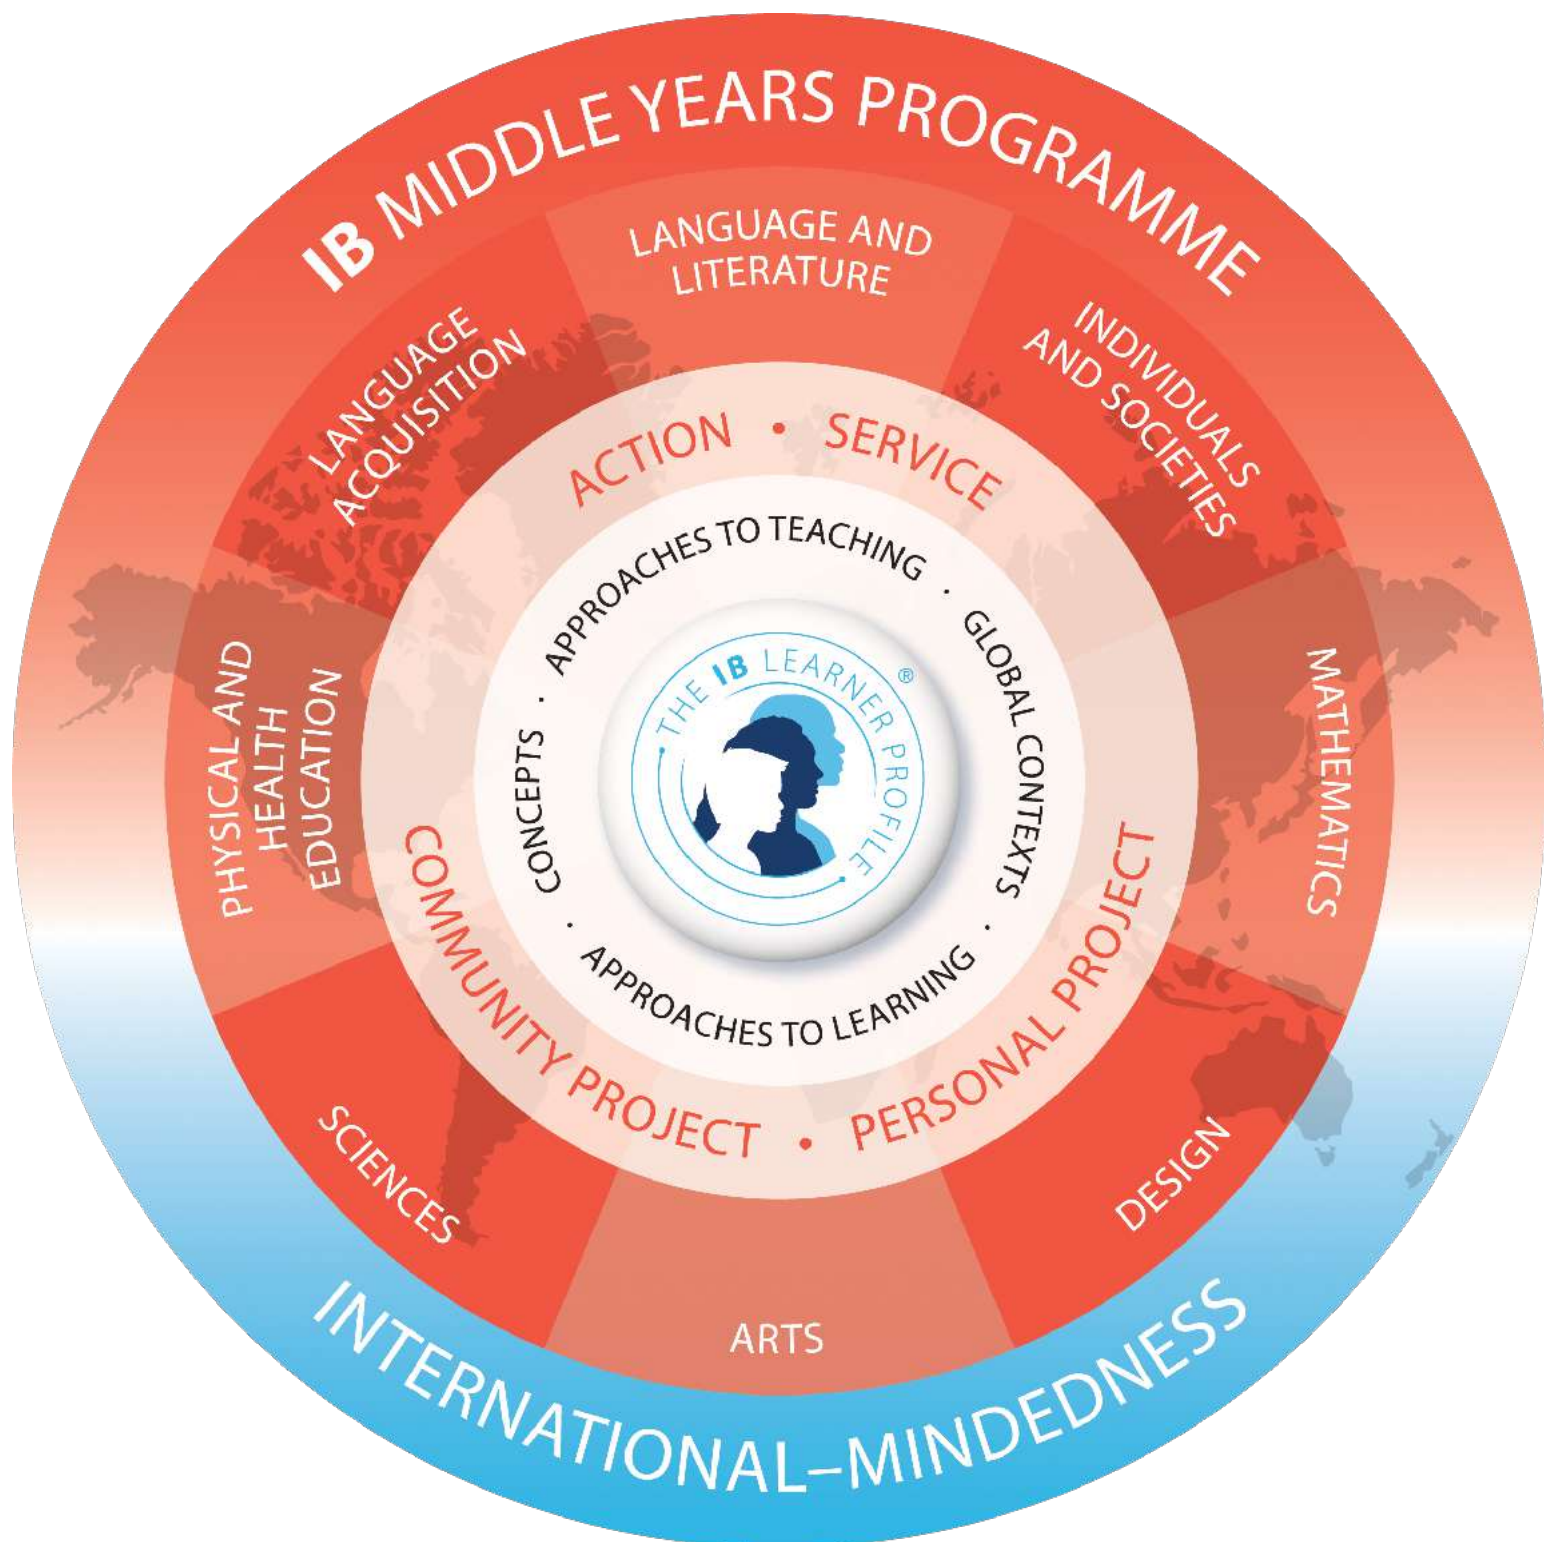 IB MIDDLE YEARS PROGRAMME
LANGUAGE AND
LITERATURE
INDIVIDUALS
AND SOCIETIES
MATHEMATICS
DESIGN
ARTS
SCIENCES
PHYSICAL AND
HEALTH
EDUCATION
LANGUAGE
ACQUISITION
ACTION • SERVICE
COMMUNITY PROJECT • PERSONAL PROJECT
APPROACHES TO TEACHING · GLOBAL CONTEXTS ·
CONCEPTS · APPROACHES TO LEARNING
THE IB LEARNER PROFILE ®
INTERNATIONAL–MINDEDNESS